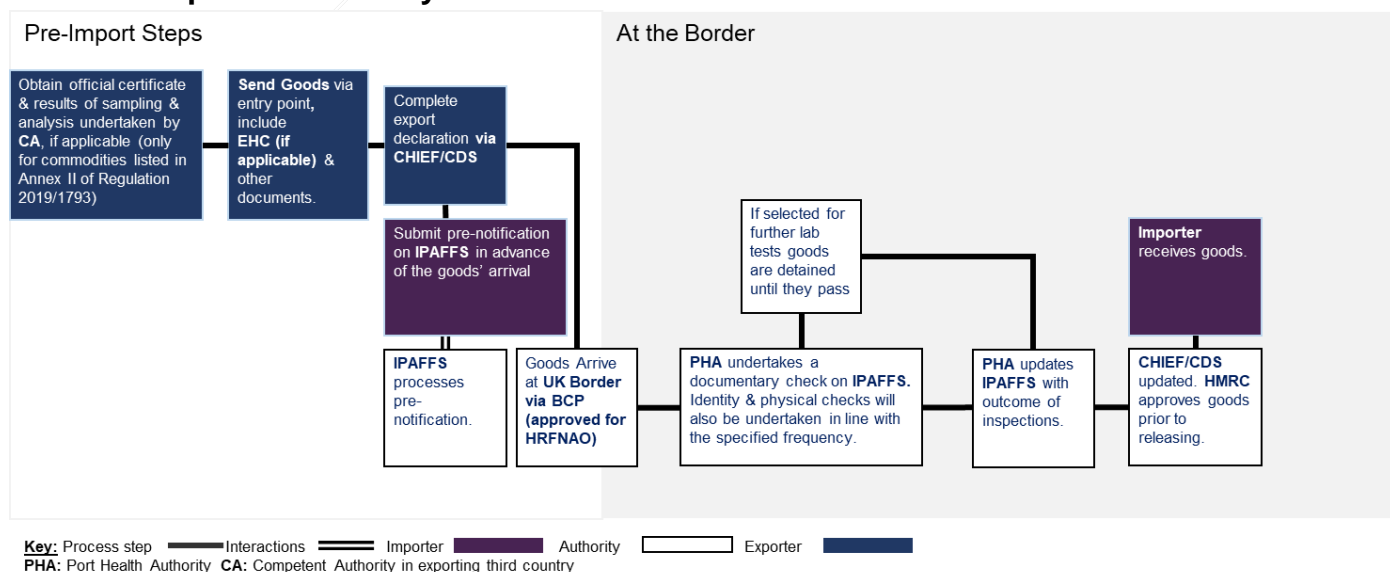 Pre-Import Steps
At the Border
Obtain official certificate
& results of sampling &
analysis undertaken by
CA, if applicable (only
for commodities listed in
Annex II of Regulation
2019/1793)
Send Goods via
entry point,
include
EHC (if
applicable) &
other
documents.
Complete
export
declaration via
CHIEF/CDS
Submit pre-notification
on IPAFFS in advance
of the goods' arrival
IPAFFS
processes
pre-
notification.
Goods Arrive
at UK Border
via BCP
(approved for
HRFNAO)
PHA undertakes a
documentary check on IPAFFS.
Identity & physical checks will
also be undertaken in line with
the specified frequency.
If selected for
further lab
tests goods
are detained
until they pass
PHA updates
IPAFFS with
outcome of
inspections.
CHIEF/CDS
updated. HMRC
approves goods
prior to
releasing.
Importer
receives goods.
Key: Process step Interactions Importer Authority Exporter
PHA: Port Health Authority CA: Competent Authority in exporting third country